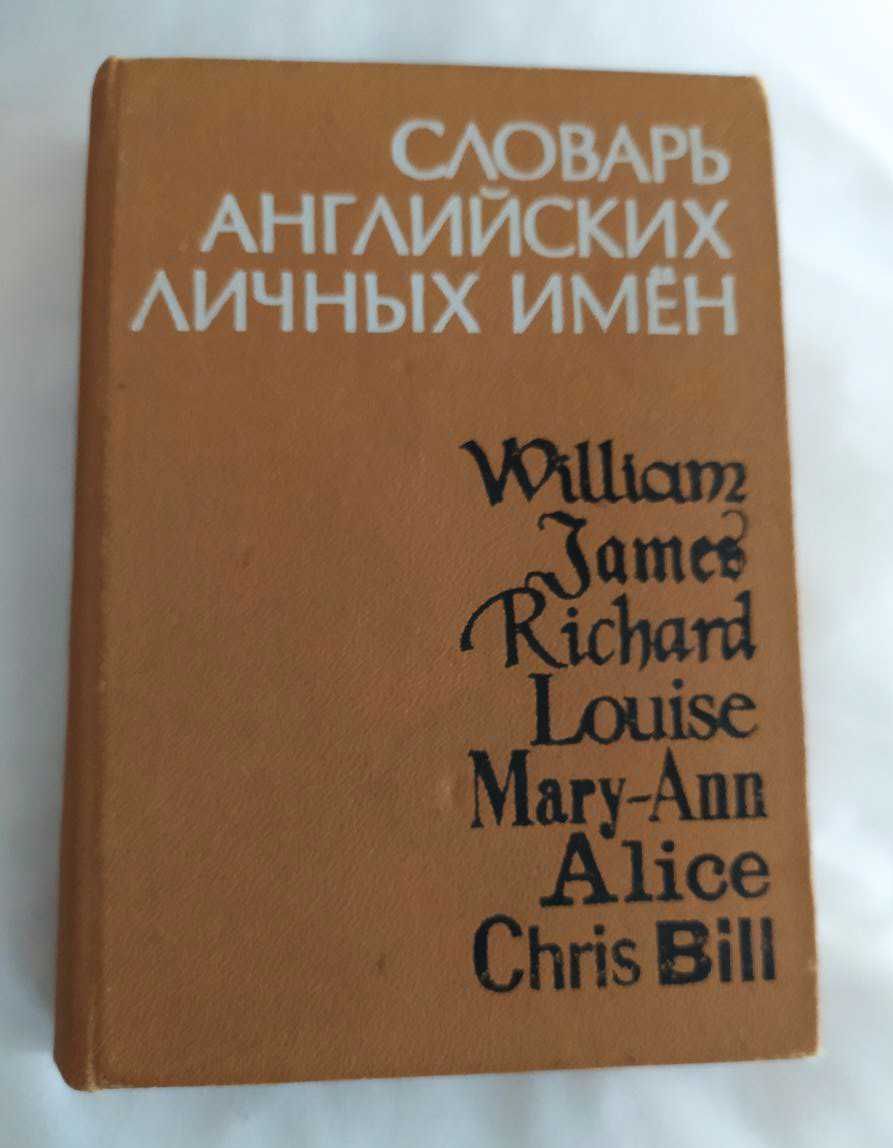 СЛОВАРЬ
АНГЛИЙСКИХ
ЛИЧНЫХ ИМЁН
William
James
Richard
Louise
Mary-Ann
Alice
Chris Bill